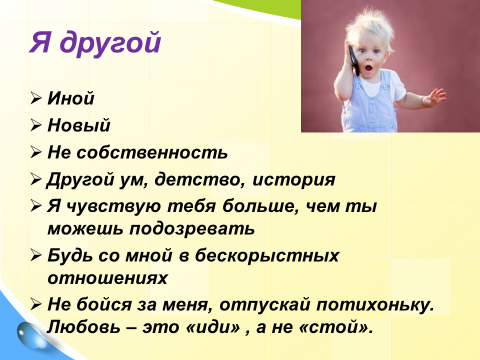 Я другой
Иной
Новый
Не собственность
Другой ум, детство, история
Я чувствую тебя больше, чем ты
можешь подозревать
Будь со мной в бескорыстных
отношениях
Не бойся за меня, отпускай потихоньку.
Любовь – это «иди» , а не «стой».